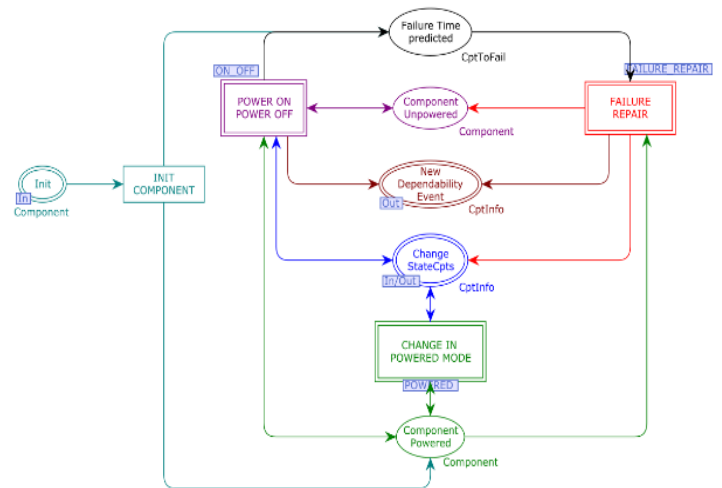 Failure Time
predicted
CptToFail
ON_OFF
FAILURE_REPAIR
POWER ON
POWER OFF
Component
Unpowered
FAILURE
REPAIR
Component
Init
In
Component
INIT
COMPONENT
New
Dependability
Event
Out
CptInfo
Change
StateCpts
In/Out
CptInfo
CHANGE IN
POWERED MODE
POWERED
Component
Powered
Component